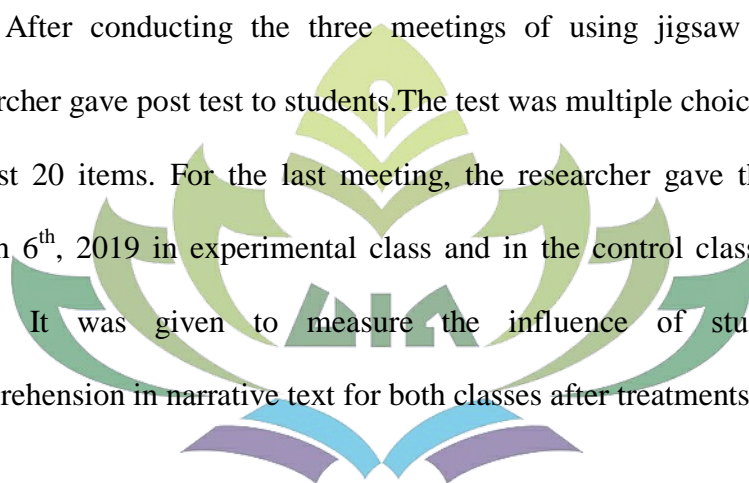 After conducting the three meetings of using jigsaw
rcher gave post test to students.The test was multiple choic
st 20 items. For the last meeting, the researcher gave th
6th, 2019 in experimental class and in the control clas
It was given to measure the influence of stu
rehension in narrative text for both classes after treatments